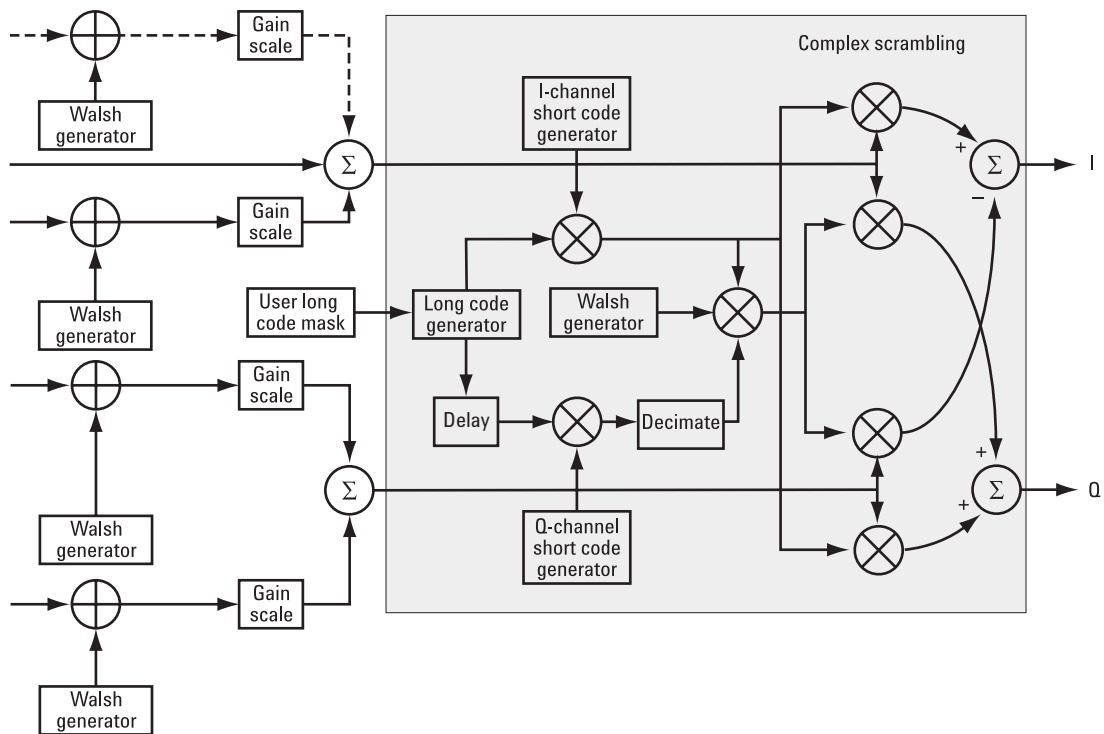 Gain
scale
Walsh
generator
Complex scrambling
I-channel
short code
generator
Σ
+
Σ
I
−
Gain
scale
Walsh
generator
User long
code mask
Long code
generator
Walsh
generator
Gain
scale
Delay
Decimate
+
Σ
Σ
Q
+
Walsh
generator
Q-channel
short code
generator
Gain
scale
Walsh
generator